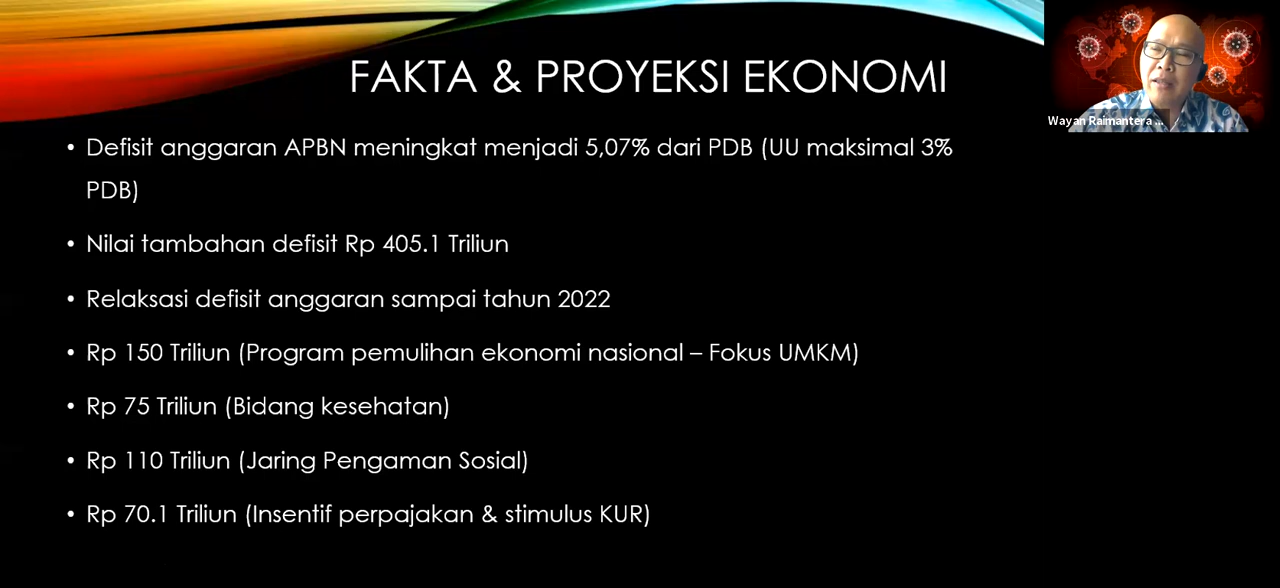 FAKTA & PROYEKSI EKONOMI
Wayan Raimantera ...
• Defisit anggaran APBN meningkat menjadi 5,07% dari PDB (UU maksimal 3%
PDB)
• Nilai tambahan defisit Rp 405.1 Triliun
• Relaksasi defisit anggaran sampai tahun 2022
• Rp 150 Triliun (Program pemulihan ekonomi nasional – Fokus UMKM)
• Rp 75 Triliun (Bidang kesehatan)
• Rp 110 Triliun (Jaring Pengaman Sosial)
• Rp 70.1 Triliun (Insentif perpajakan & stimulus KUR)